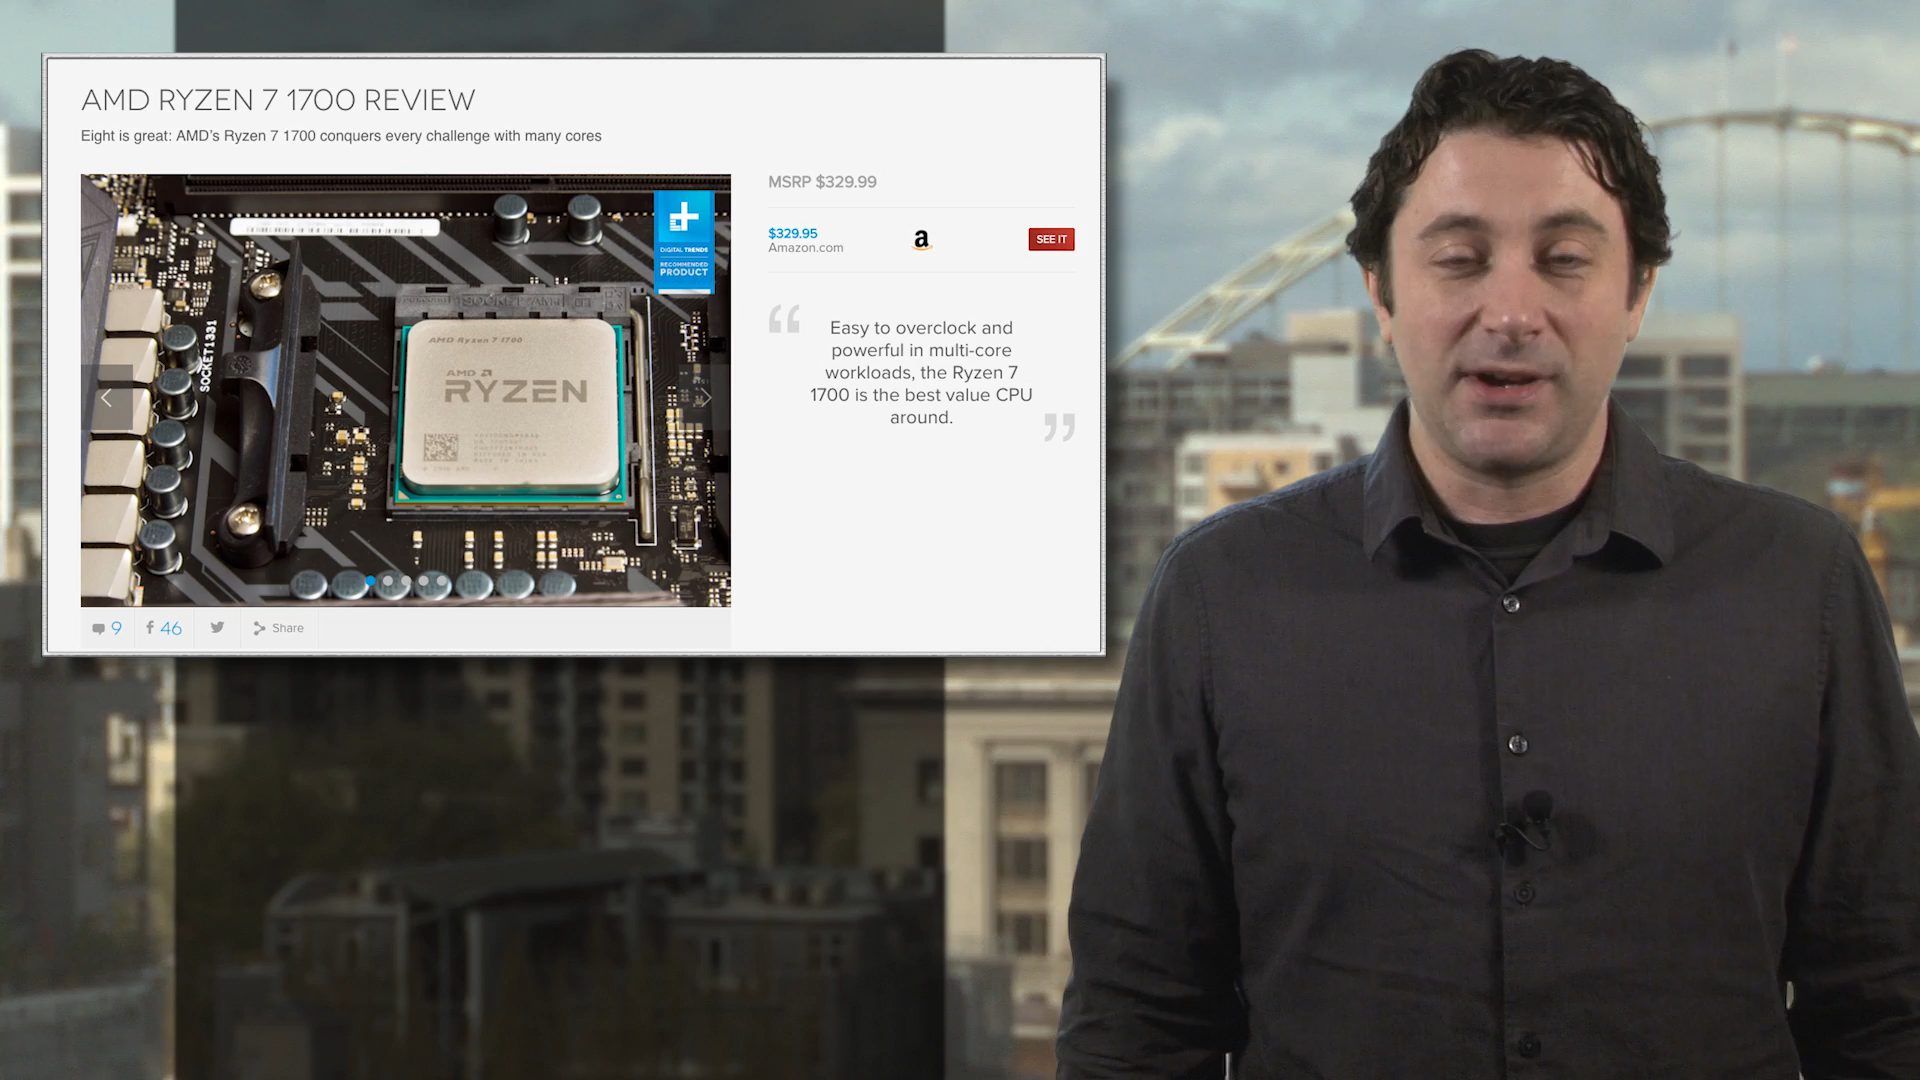 AMD RYZEN 7 1700 REVIEW
Eight is great: AMD's Ryzen 7 1700 conquers every challenge with many cores
MSRP $329.99
$329.95
Amazon.com
a
SEE IT
DIGITAL TRENDS
RECOMMENDED
PRODUCT
SOCKET AM4
SOCKET1331
AMD Ryzen 7 1700
AMD
RYZEN
“
Easy to overclock and
powerful in multi-core
workloads, the Ryzen 7
1700 is the best value CPU
around.
”
9
46
Share